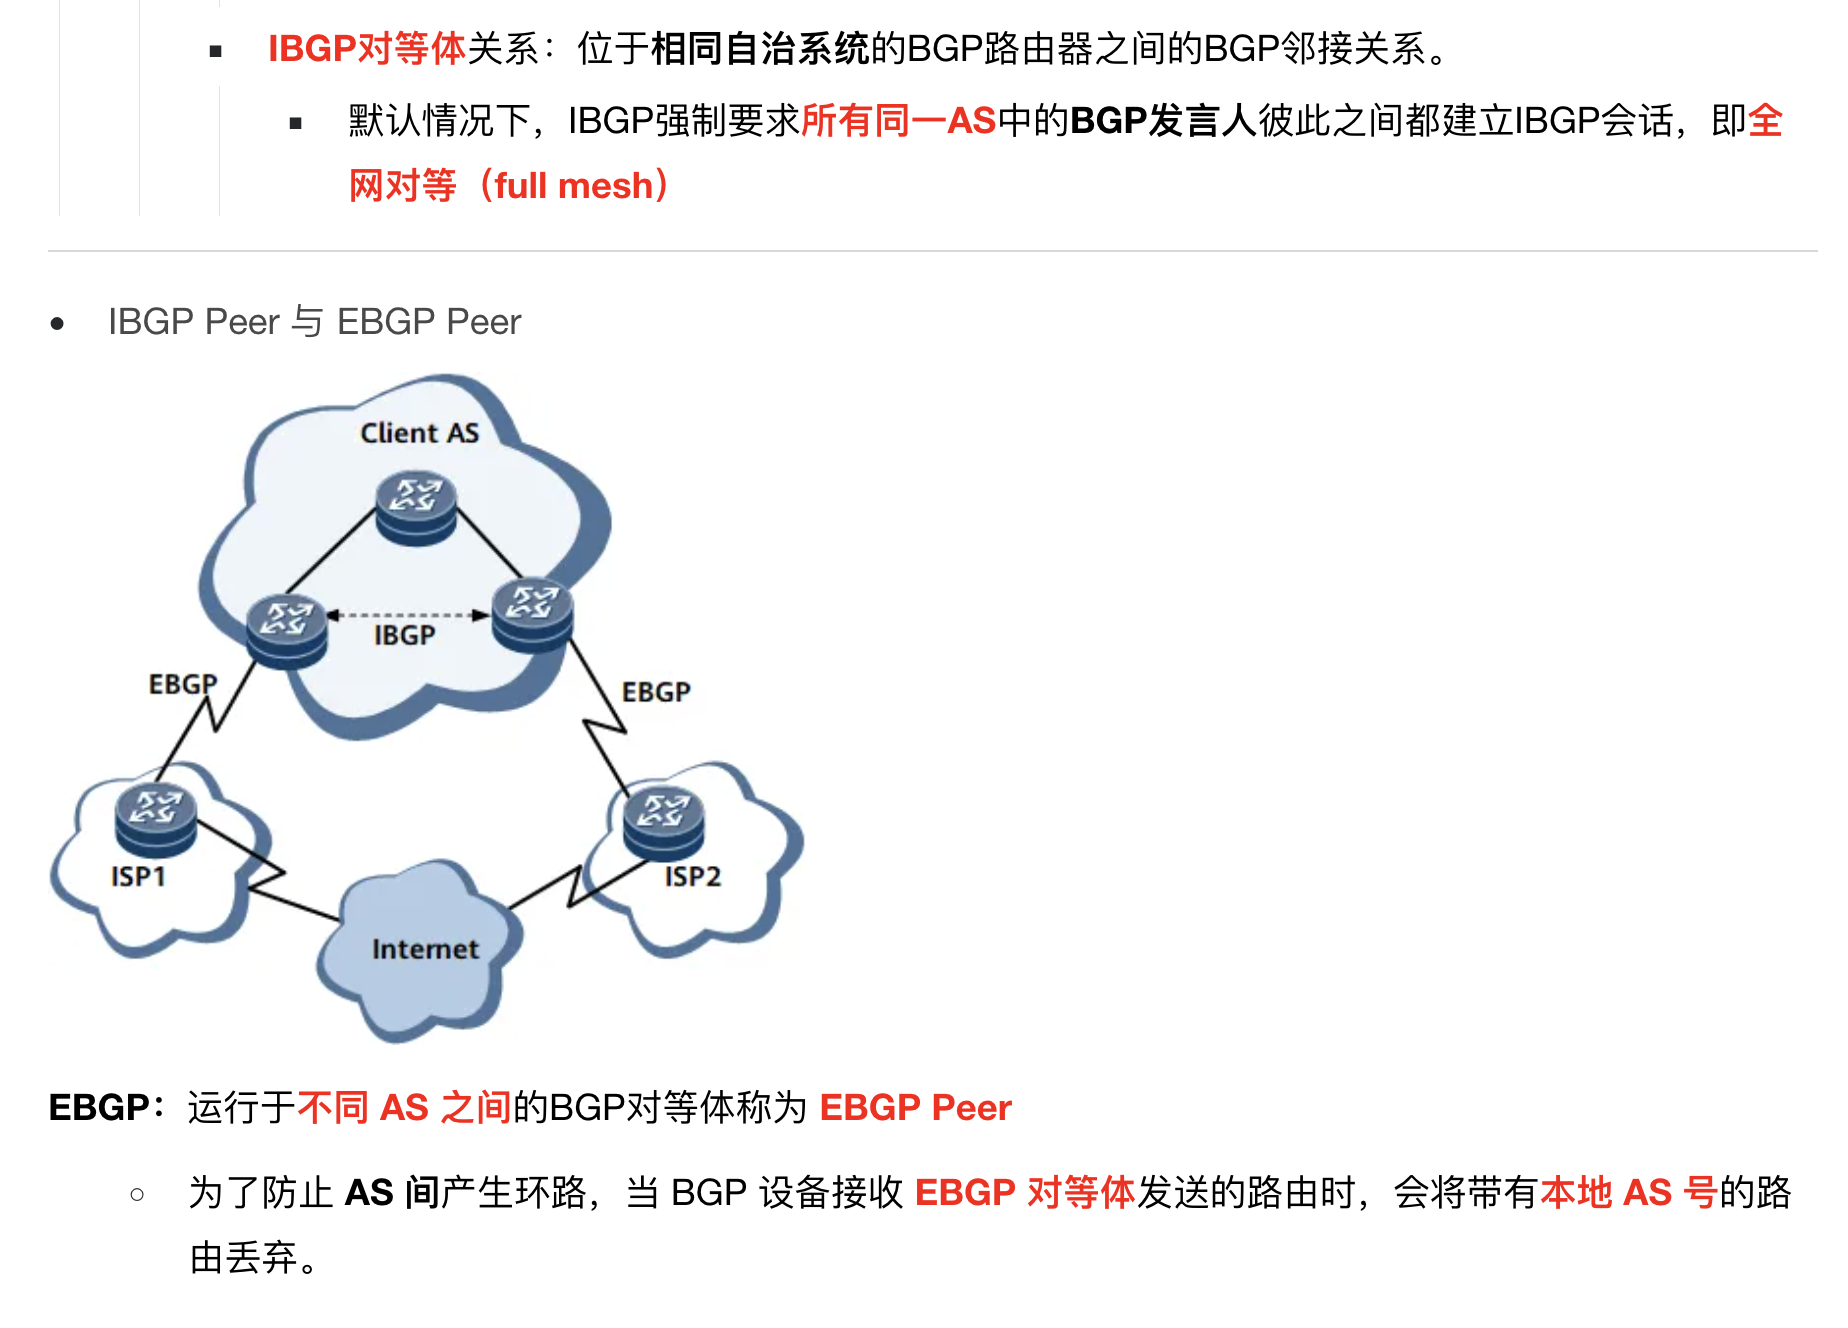 IBGP对等体关系：位于相同自治系统的BGP路由器之间的BGP邻接关系。
默认情况下，IBGP强制要求所有同一AS中的BGP发言人彼此之间都建立IBGP会话，即全
网对等（full mesh）
IBGP Peer 与 EBGP Peer
Client AS
IBGP
EBGP
EBGP
ISP1
ISP2
Internet
EBGP：运行于不同 AS 之间的BGP对等体称为 EBGP Peer
为了防止 AS 间产生环路，当 BGP 设备接收 EBGP 对等体发送的路由时，会将带有本地 AS 号的路
由丢弃。